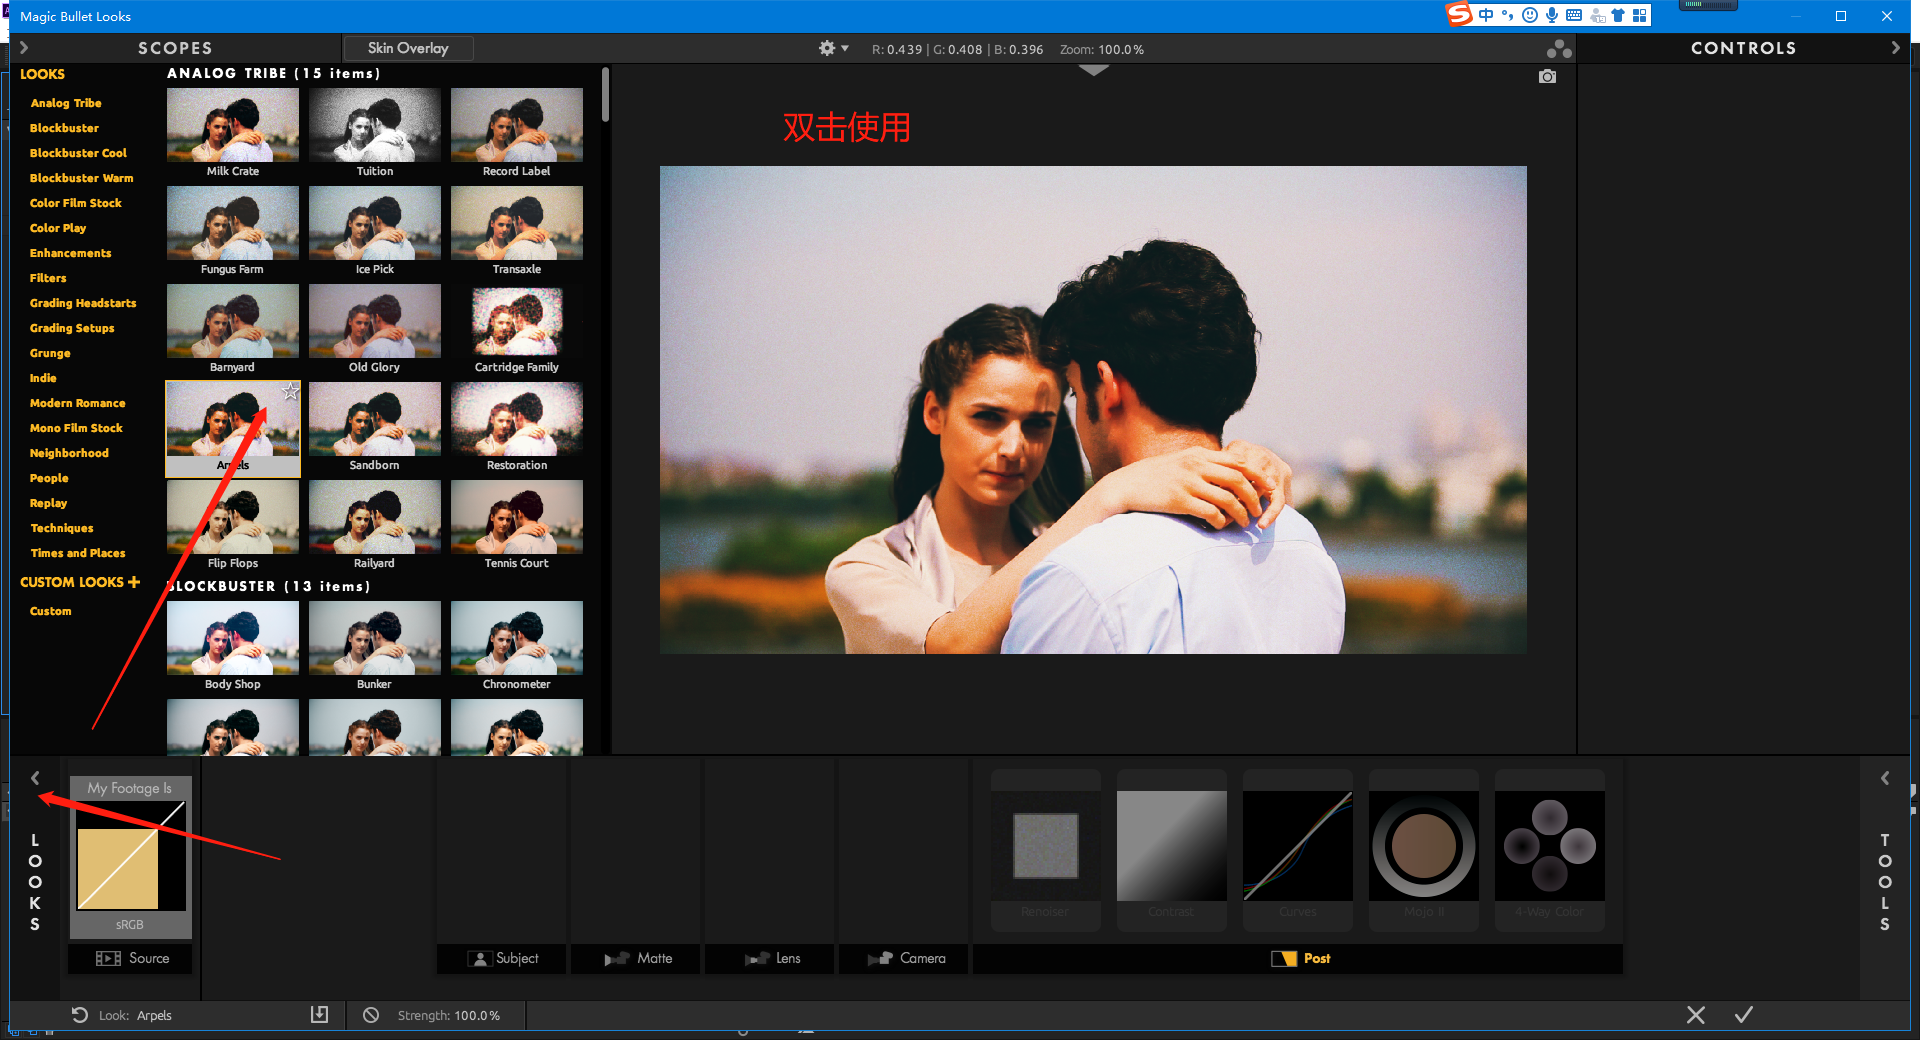 Magic Bullet Looks
中
SCOPES
Skin Overlay
R: 0.439 | G: 0.408 | B: 0.396
Zoom: 100.0%
CONTROLS
LOOKS
Analog Tribe
Blockbuster
Blockbuster Cool
Blockbuster Warm
Color Film Stock
Color Play
Enhancements
Filters
Grading Headstarts
Grading Setups
Grunge
Indie
Modern Romance
Mono Film Stock
Neighborhood
People
Replay
Techniques
Times and Places
CUSTOM LOOKS +
Custom
ANALOG TRIBE (15 items)
Milk Crate
Tuition
Record Label
Fungus Farm
Ice Pick
Transaxle
Barnyard
Old Glory
Cartridge Family
Arpels
Sandborn
Restoration
Flip Flops
Railyard
Tennis Court
BLOCKBUSTER (13 items)
Body Shop
Bunker
Chronometer
双击使用
LOOKS
My Footage Is
sRGB
Source
Subject
Matte
Lens
Camera
Renoiser
Contrast
Curves
Mojo II
4-Way Color
Post
TOOLS
Look: Arpels
Strength: 100.0%